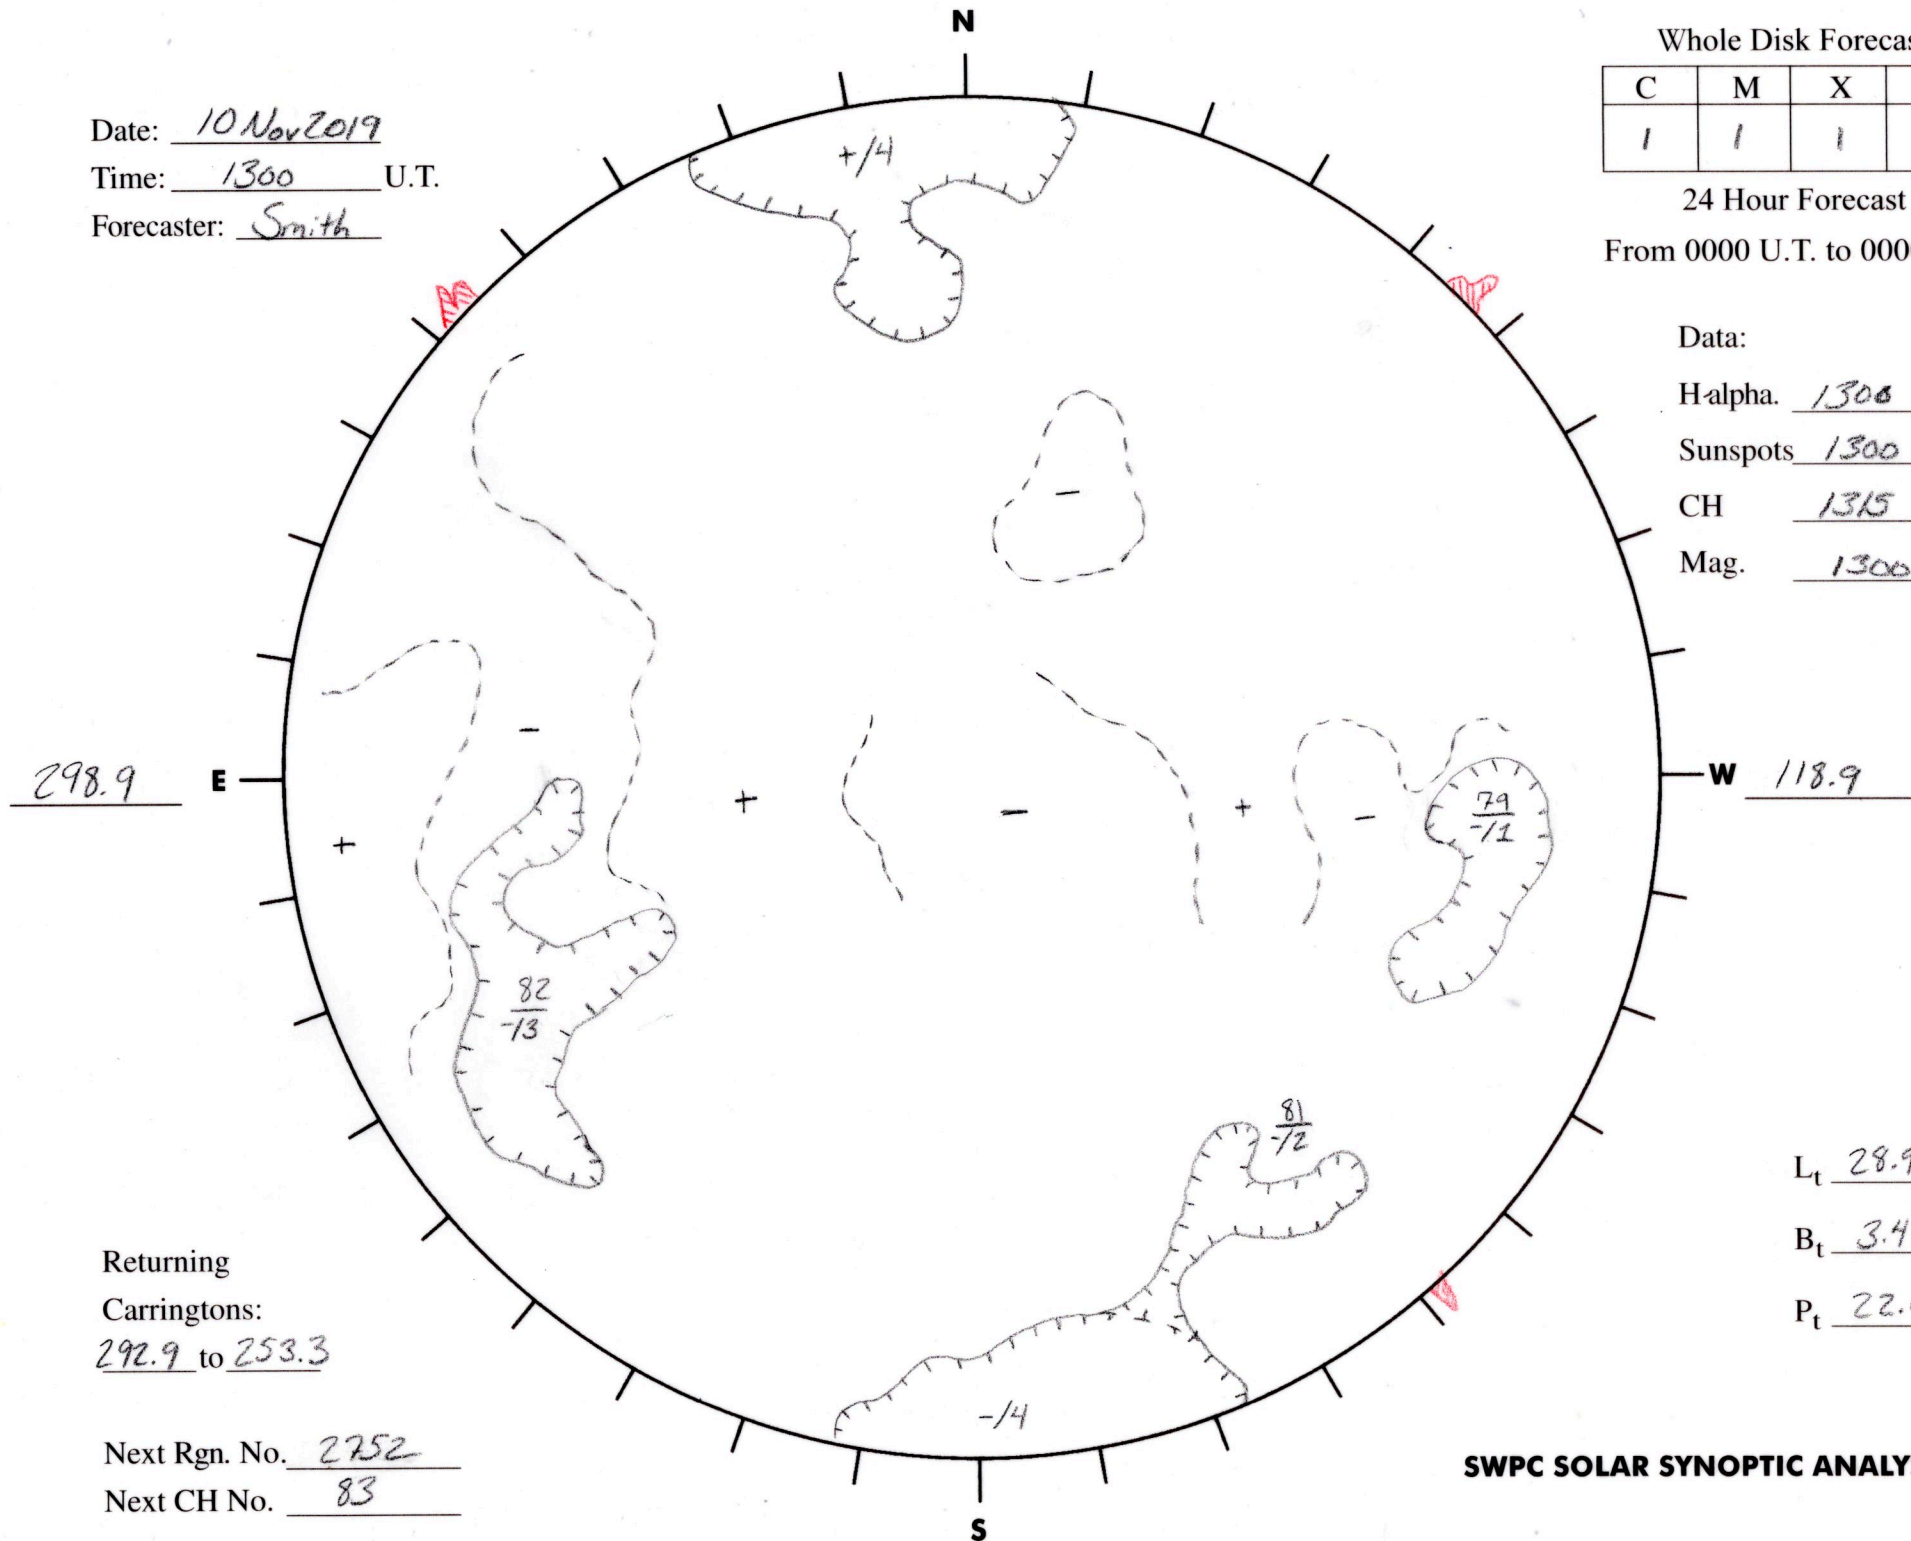 N
Whole Disk Forecas
C M X
1 1 1
24 Hour Forecast
From 0000 U.T. to 000
Date: 10 Nov 2019
Time: 1300 U.T.
Forecaster: Smith
Data:
H-alpha. 1300
Sunspots 1300
CH 1315
Mag. 1300
+/4
-
-
298.9 E
+
+
-
+
-
79
-/1
W 118.9
82
-/3
81
-/2
-/4
Lt 28.9
Bt 3.4
Pt 22.
Returning
Carringtons:
292.9 to 253.3
Next Rgn. No. 2752
Next CH No. 83
SWPC SOLAR SYNOPTIC ANALY
S